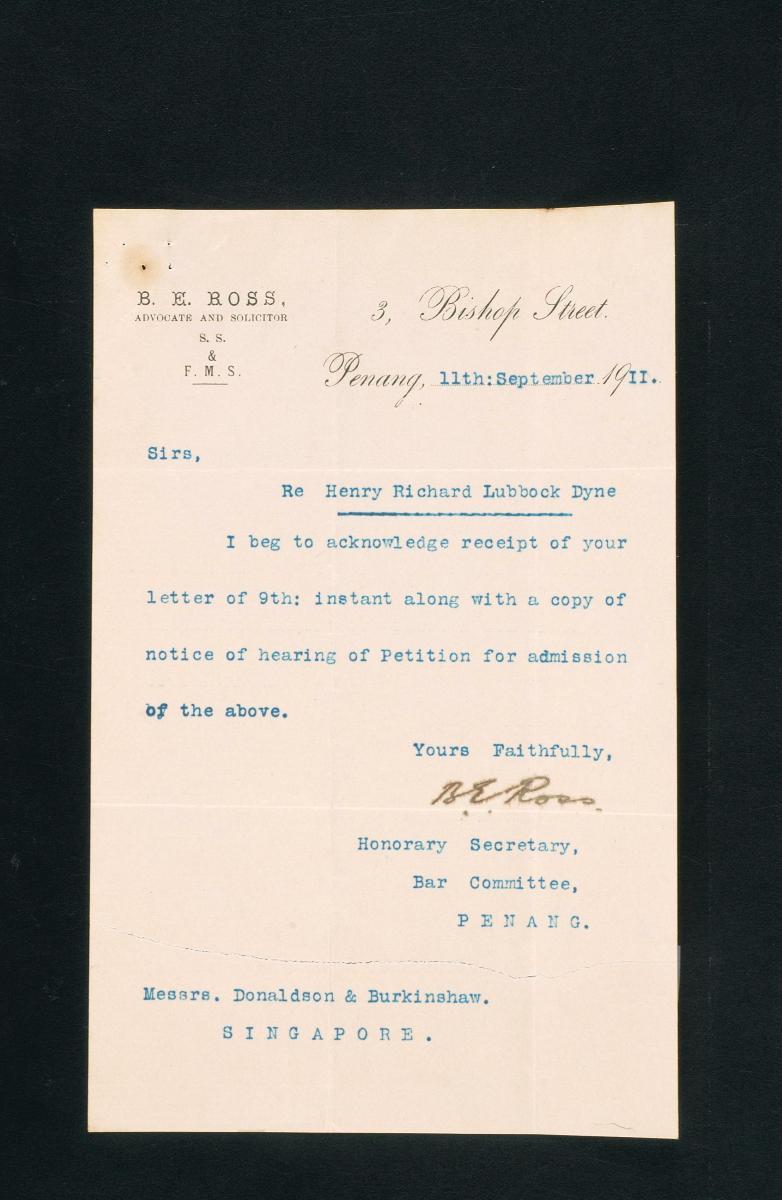 B. E. ROSS,
ADVOCATE AND SOLICITOR
S. S.
&
F. M. S.
3, Bishop Street.
Penang, 11th:September 1911.
Sirs,
Re Henry Richard Lubbock Dyne
I beg to acknowledge receipt of your
letter of 9th: instant along with a copy of
notice of hearing of Petition for admission
of the above.
Yours Faithfully,
B.E. Ross.
Honorary Secretary,
Bar Committee,
PENANG.
Messrs. Donaldson & Burkinshaw.
SINGAPORE.